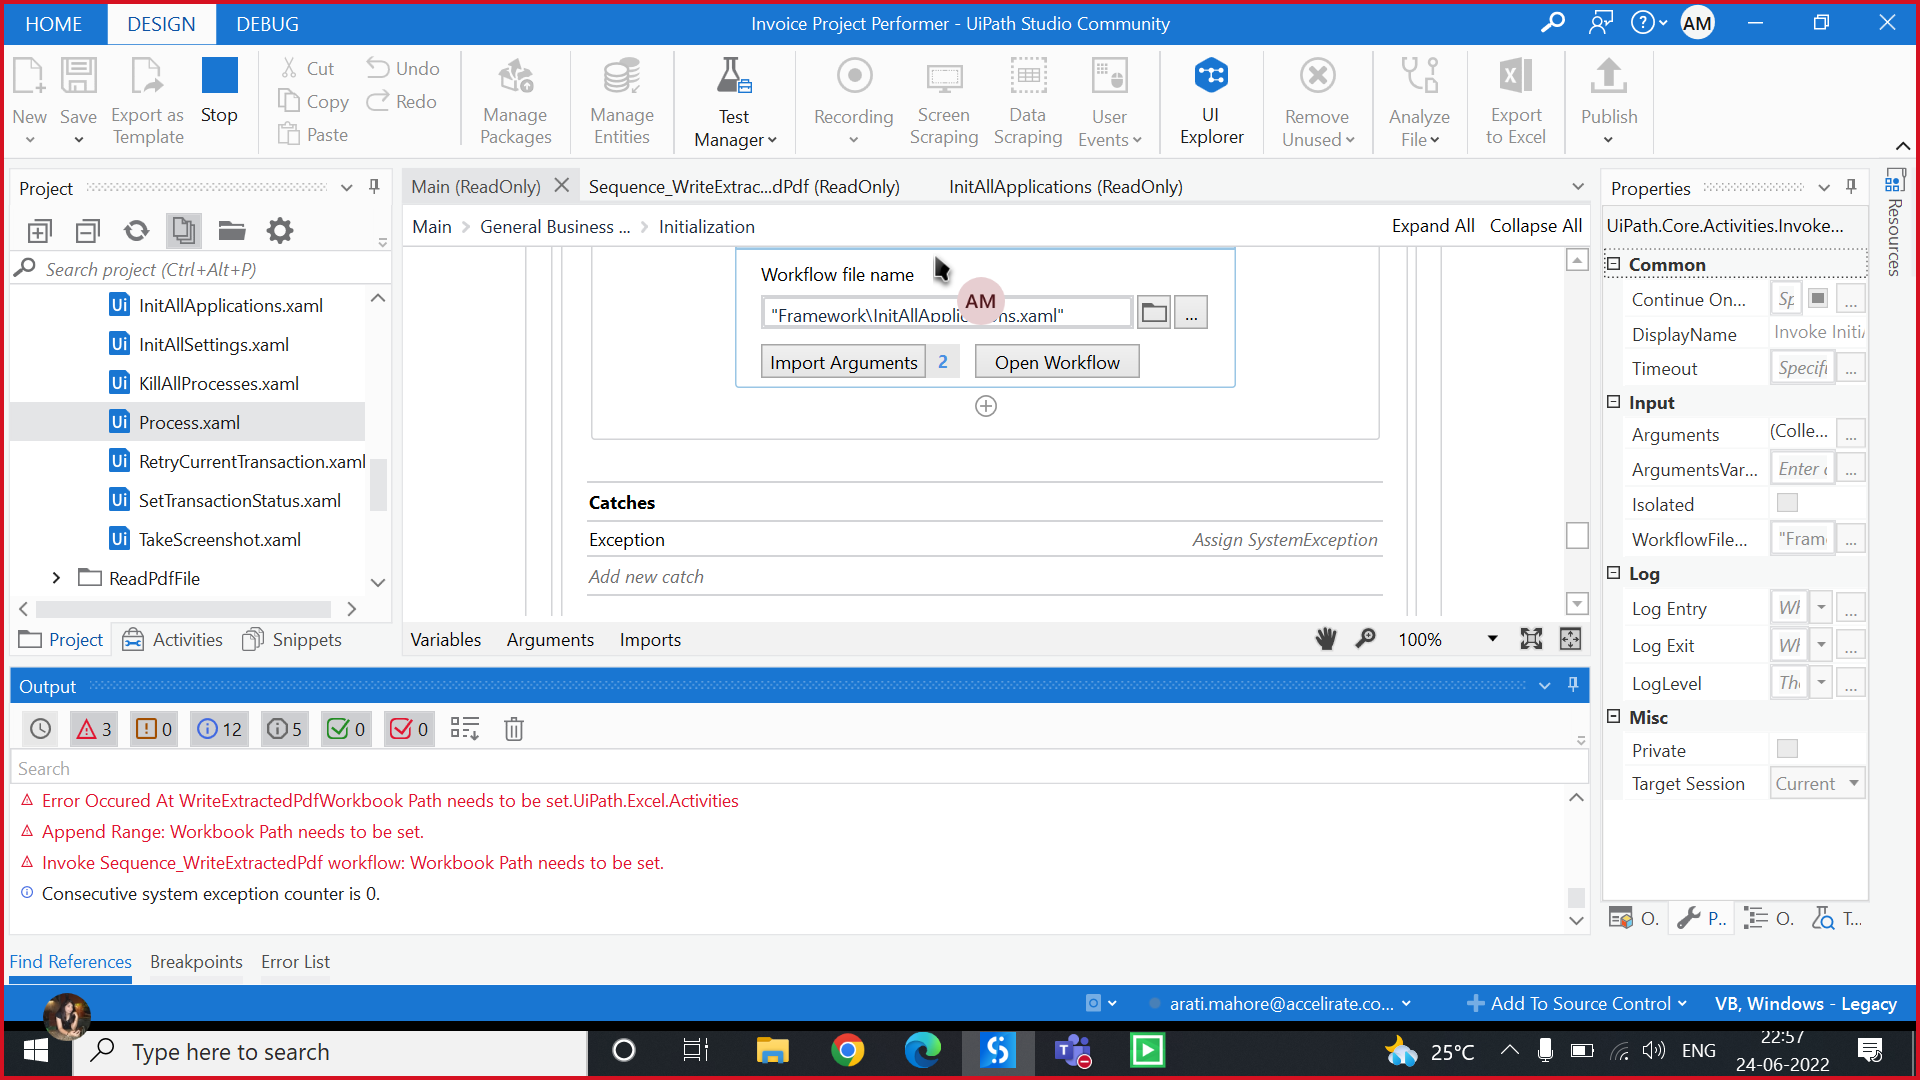 HOME DESIGN DEBUG Invoice Project Performer - UiPath Studio Community AM
New Save Export as Template Stop Cut Copy Paste Undo Redo Manage Packages Manage Entities Test Manager Recording Screen Scraping Data Scraping User Events UI Explorer Remove Unused Analyze File Export to Excel Publish
Project
Search project (Ctrl+Alt+P)
Ui InitAllApplications.xaml
Ui InitAllSettings.xaml
Ui KillAllProcesses.xaml
Ui Process.xaml
Ui RetryCurrentTransaction.xaml
Ui SetTransactionStatus.xaml
Ui TakeScreenshot.xaml
ReadPdfFile
Project Activities Snippets
Main (ReadOnly) Sequence_WriteExtrac...dPdf (ReadOnly) InitAllApplications (ReadOnly)
Main General Business ... Initialization Expand All Collapse All
Workflow file name
AM
"Framework\InitAllApplic ns.xaml" ...
Import Arguments 2 Open Workflow
Catches
Exception Assign SystemException
Add new catch
Variables Arguments Imports 100%
Properties
UiPath.Core.Activities.Invoke...
Common
Continue On... Sp ...
DisplayName Invoke Initi
Timeout Specifi ...
Input
Arguments (Colle... ...
ArgumentsVar... Enter ...
Isolated
WorkflowFile... "Fram ...
Log
Log Entry Wh ...
Log Exit Wh ...
LogLevel The ...
Misc
Private
Target Session Current
O. P.. O. T...
Resources
Output
3 0 12 5 0 0
Search
Error Occured At WriteExtractedPdfWorkbook Path needs to be set.UiPath.Excel.Activities
Append Range: Workbook Path needs to be set.
Invoke Sequence_WriteExtractedPdf workflow: Workbook Path needs to be set.
Consecutive system exception counter is 0.
Find References Breakpoints Error List
arati.mahore@accelirate.co... Add To Source Control VB, Windows - Legacy
Type here to search 25°C ENG 22:57
24-06-2022